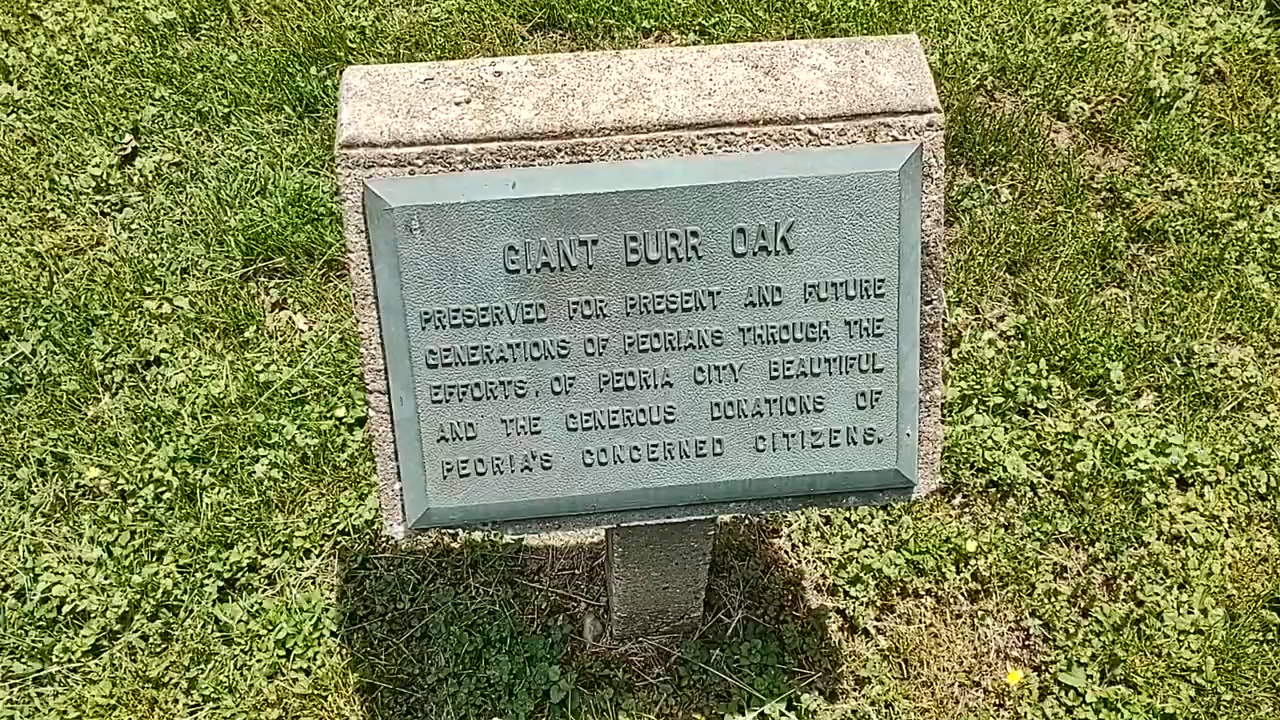 GIANT BURR OAK
PRESERVED FOR PRESENT AND FUTURE
GENERATIONS OF PEORIANS THROUGH THE
EFFORTS, OF PEORIA CITY BEAUTIFUL
AND THE GENEROUS DONATIONS OF
PEORIA'S CONCERNED CITIZENS.